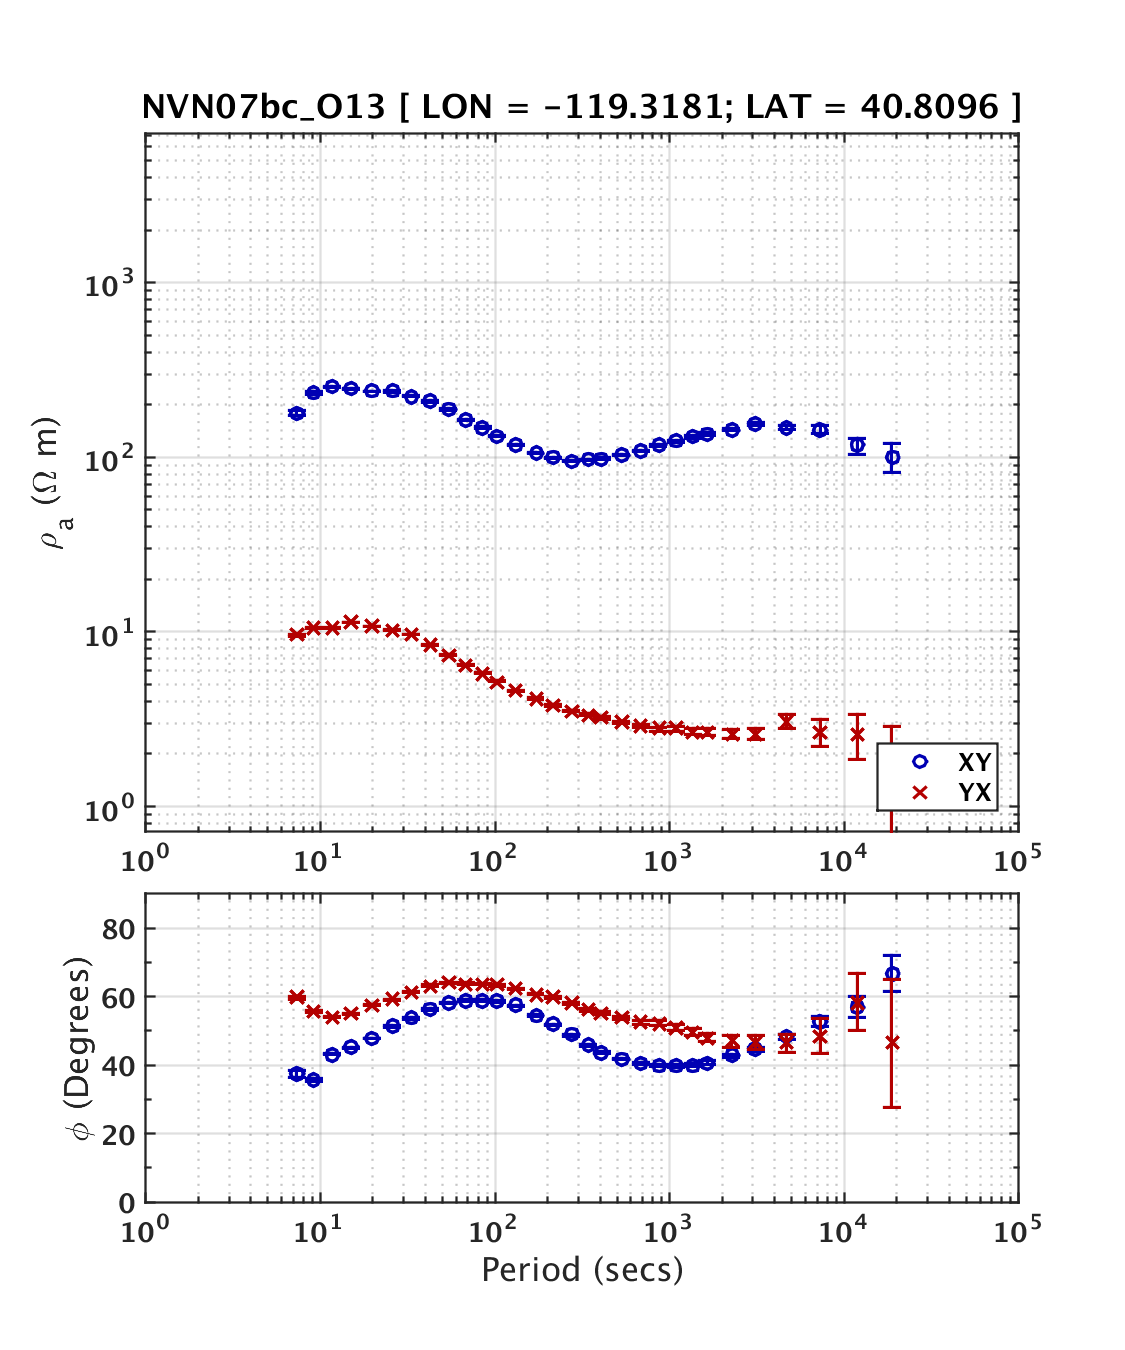 NVN07bc_O13 [ LON = -119.3181; LAT = 40.8096 ]
10^3
10^2
10^1
10^0
ρ_a (Ω m)
XY
YX
10^0 10^1 10^2 10^3 10^4 10^5
80
60
40
20
0
ϕ (Degrees)
10^0 10^1 10^2 10^3 10^4 10^5
Period (secs)